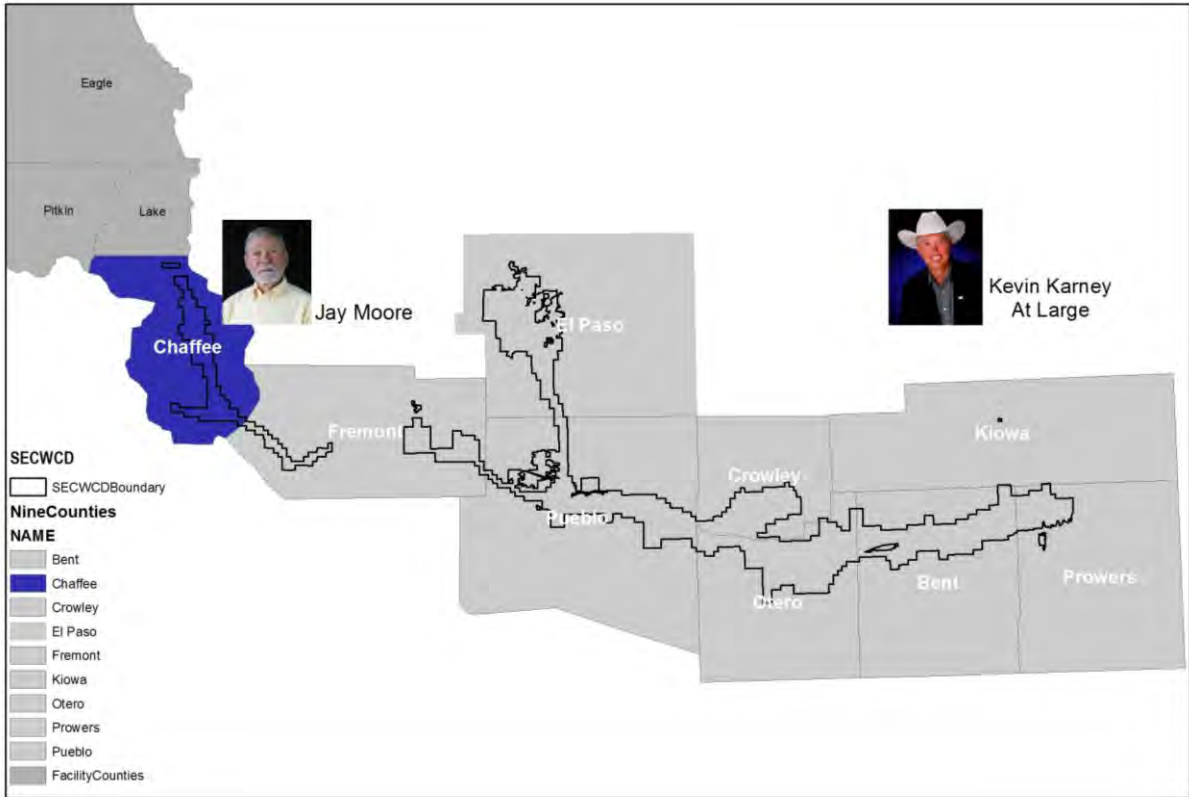 Eagle
Pitkin
Lake
Jay Moore
Kevin Karney
At Large
Chaffee
El Paso
Fremont
Kiowa
Crowley
Pueblo
Otero
Bent
Prowers
SECWCD
SECWCDBoundary
NineCounties
NAME
Bent
Chaffee
Crowley
El Paso
Fremont
Kiowa
Otero
Prowers
Pueblo
FacilityCounties